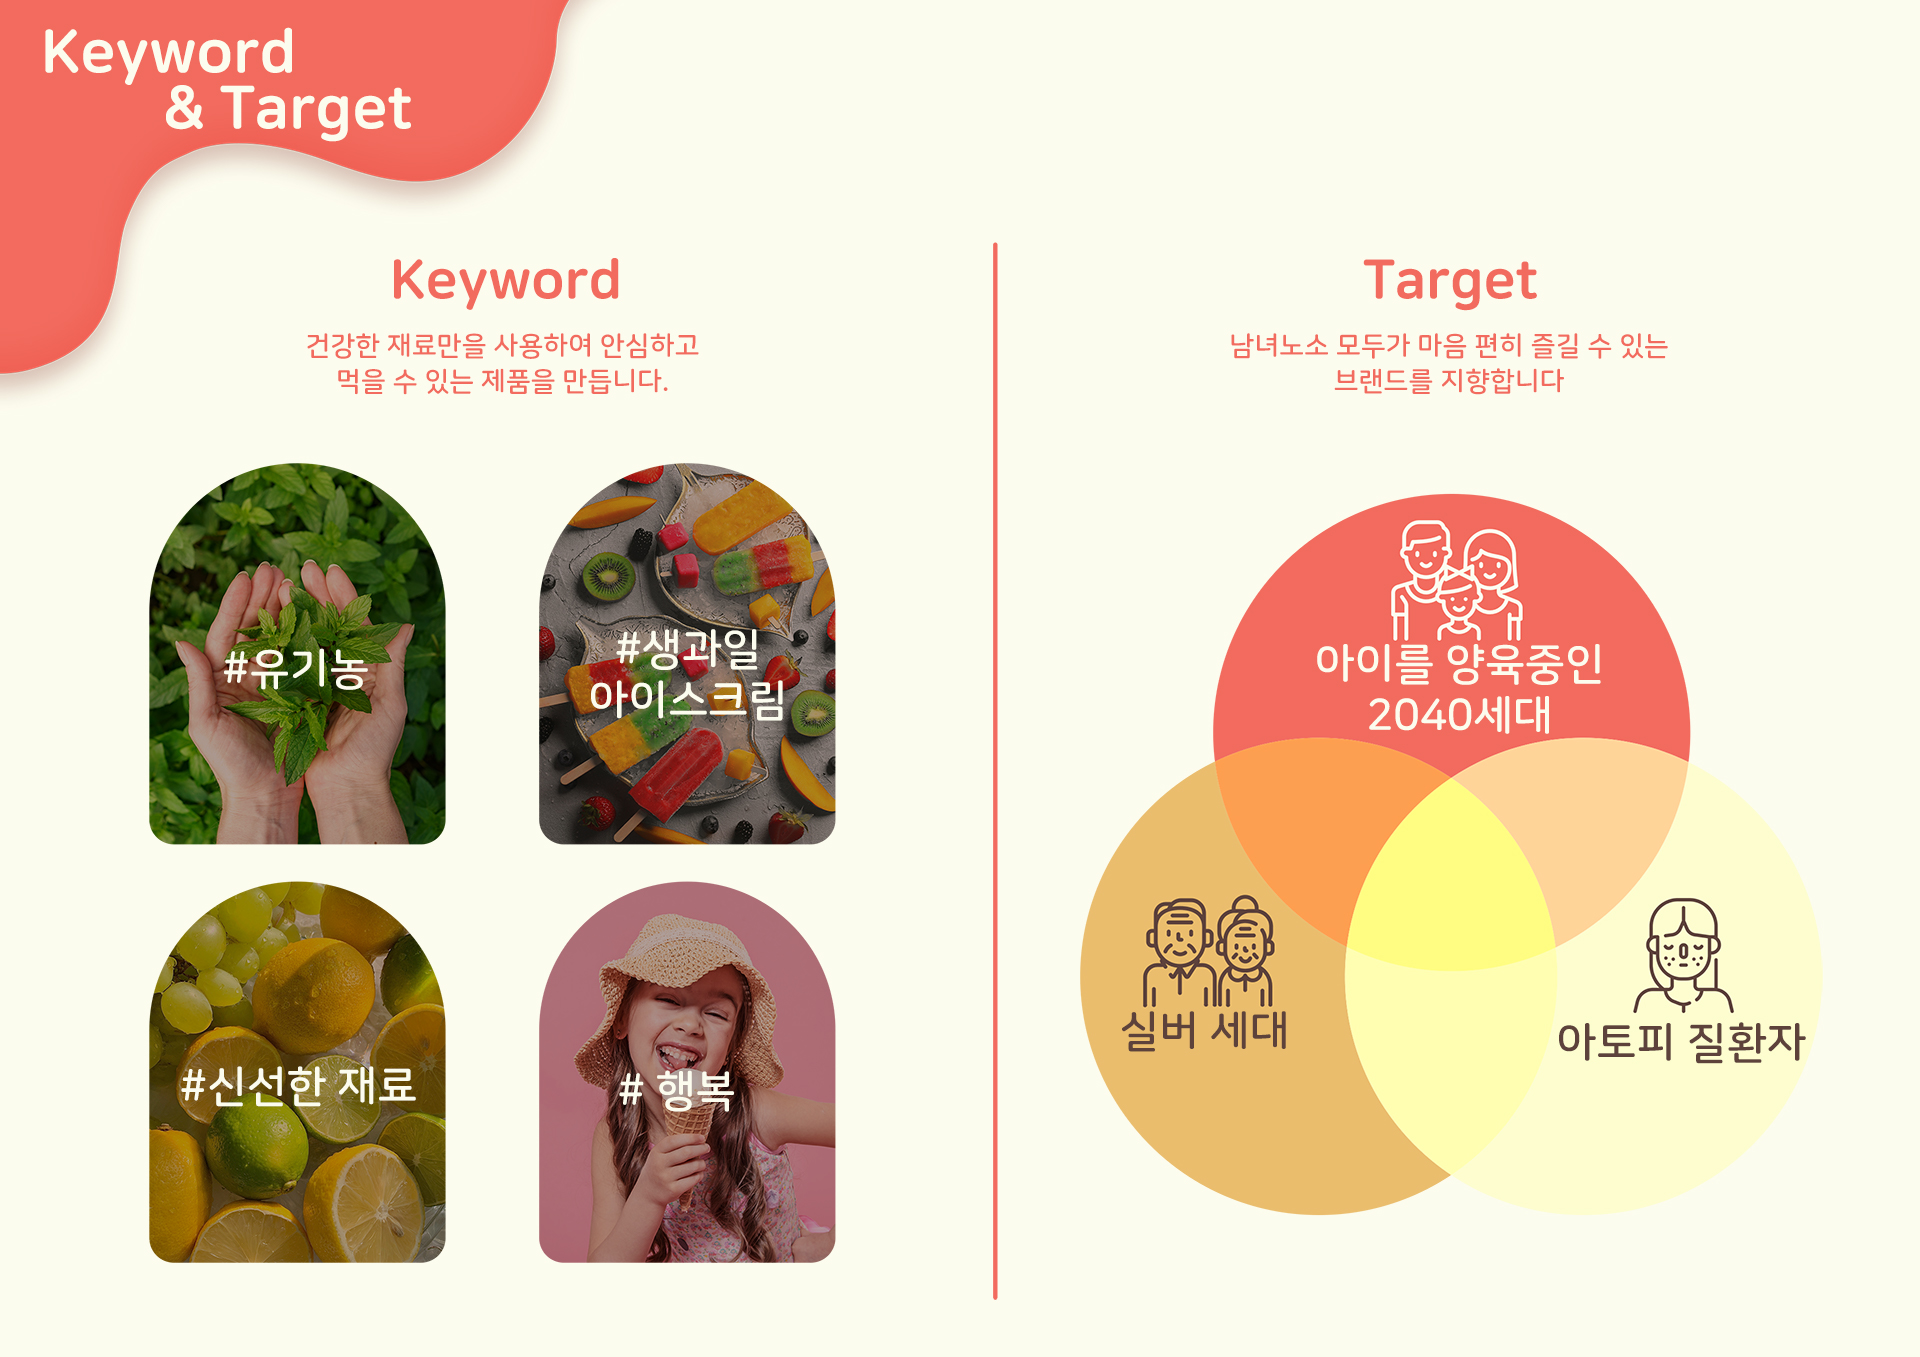 Keyword
& Target
Keyword
건강한 재료만을 사용하여 안심하고
먹을 수 있는 제품을 만듭니다.
#유기농
#생과일
아이스크림
#신선한 재료
# 행복
Target
남녀노소 모두가 마음 편히 즐길 수 있는
브랜드를 지향합니다
아이를 양육중인
2040세대
실버 세대
아토피 질환자